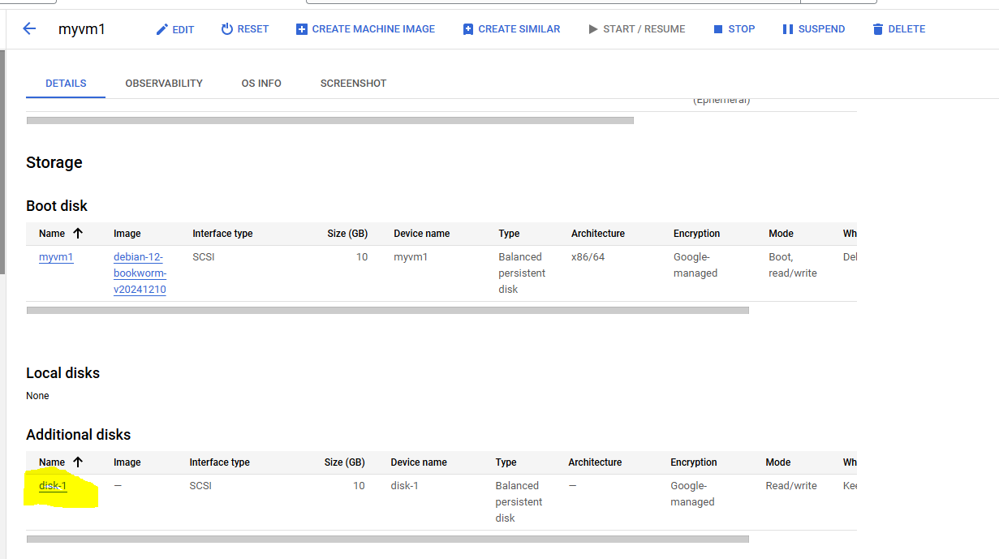 myvm1 EDIT RESET CREATE MACHINE IMAGE CREATE SIMILAR START / RESUME STOP SUSPEND DELETE
DETAILS OBSERVABILITY OS INFO SCREENSHOT
(Ephemeral)
Storage
Boot disk
Name Image Interface type Size (GB) Device name Type Architecture Encryption Mode Wh
myvm1 debian-12- SCSI 10 myvm1 Balanced x86/64 Google- Boot, Del
bookworm- persistent managed read/write
v20241210 disk
Local disks
None
Additional disks
Name Image Interface type Size (GB) Device name Type Architecture Encryption Mode Wh
disk-1 — SCSI 10 disk-1 Balanced — Google- Read/write Kee
persistent managed
disk